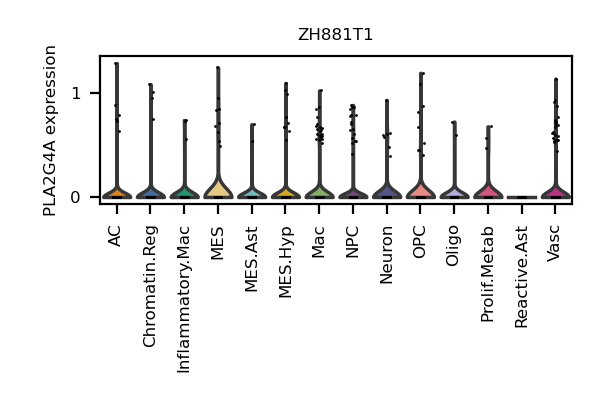 ZH881T1
PLA2G4A expression
1
0
AC
Chromatin.Reg
Inflammatory.Mac
MES
MES.Ast
MES.Hyp
Mac
NPC
Neuron
OPC
Oligo
Prolif.Metab
Reactive.Ast
Vasc